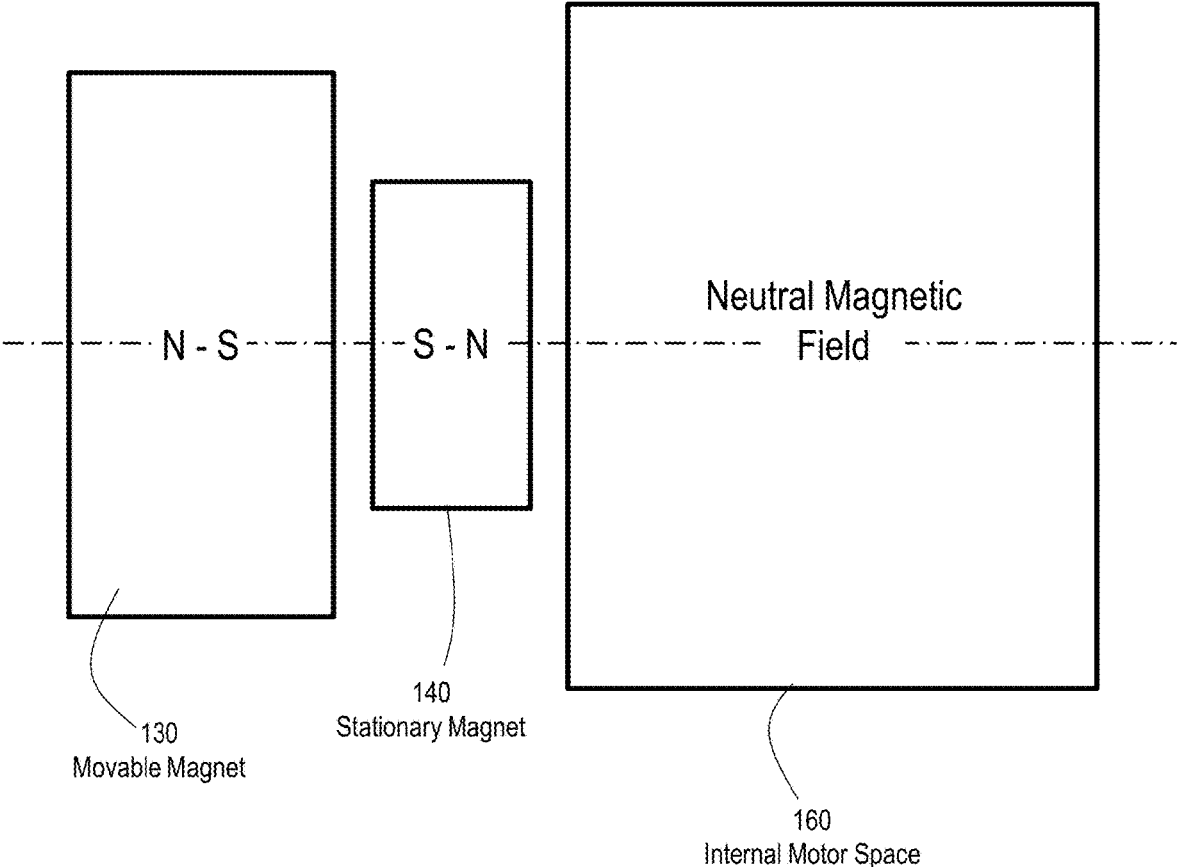 Neutral Magnetic
Field
N - S
S - N
130
Movable Magnet
140
Stationary Magnet
160
Internal Motor Space